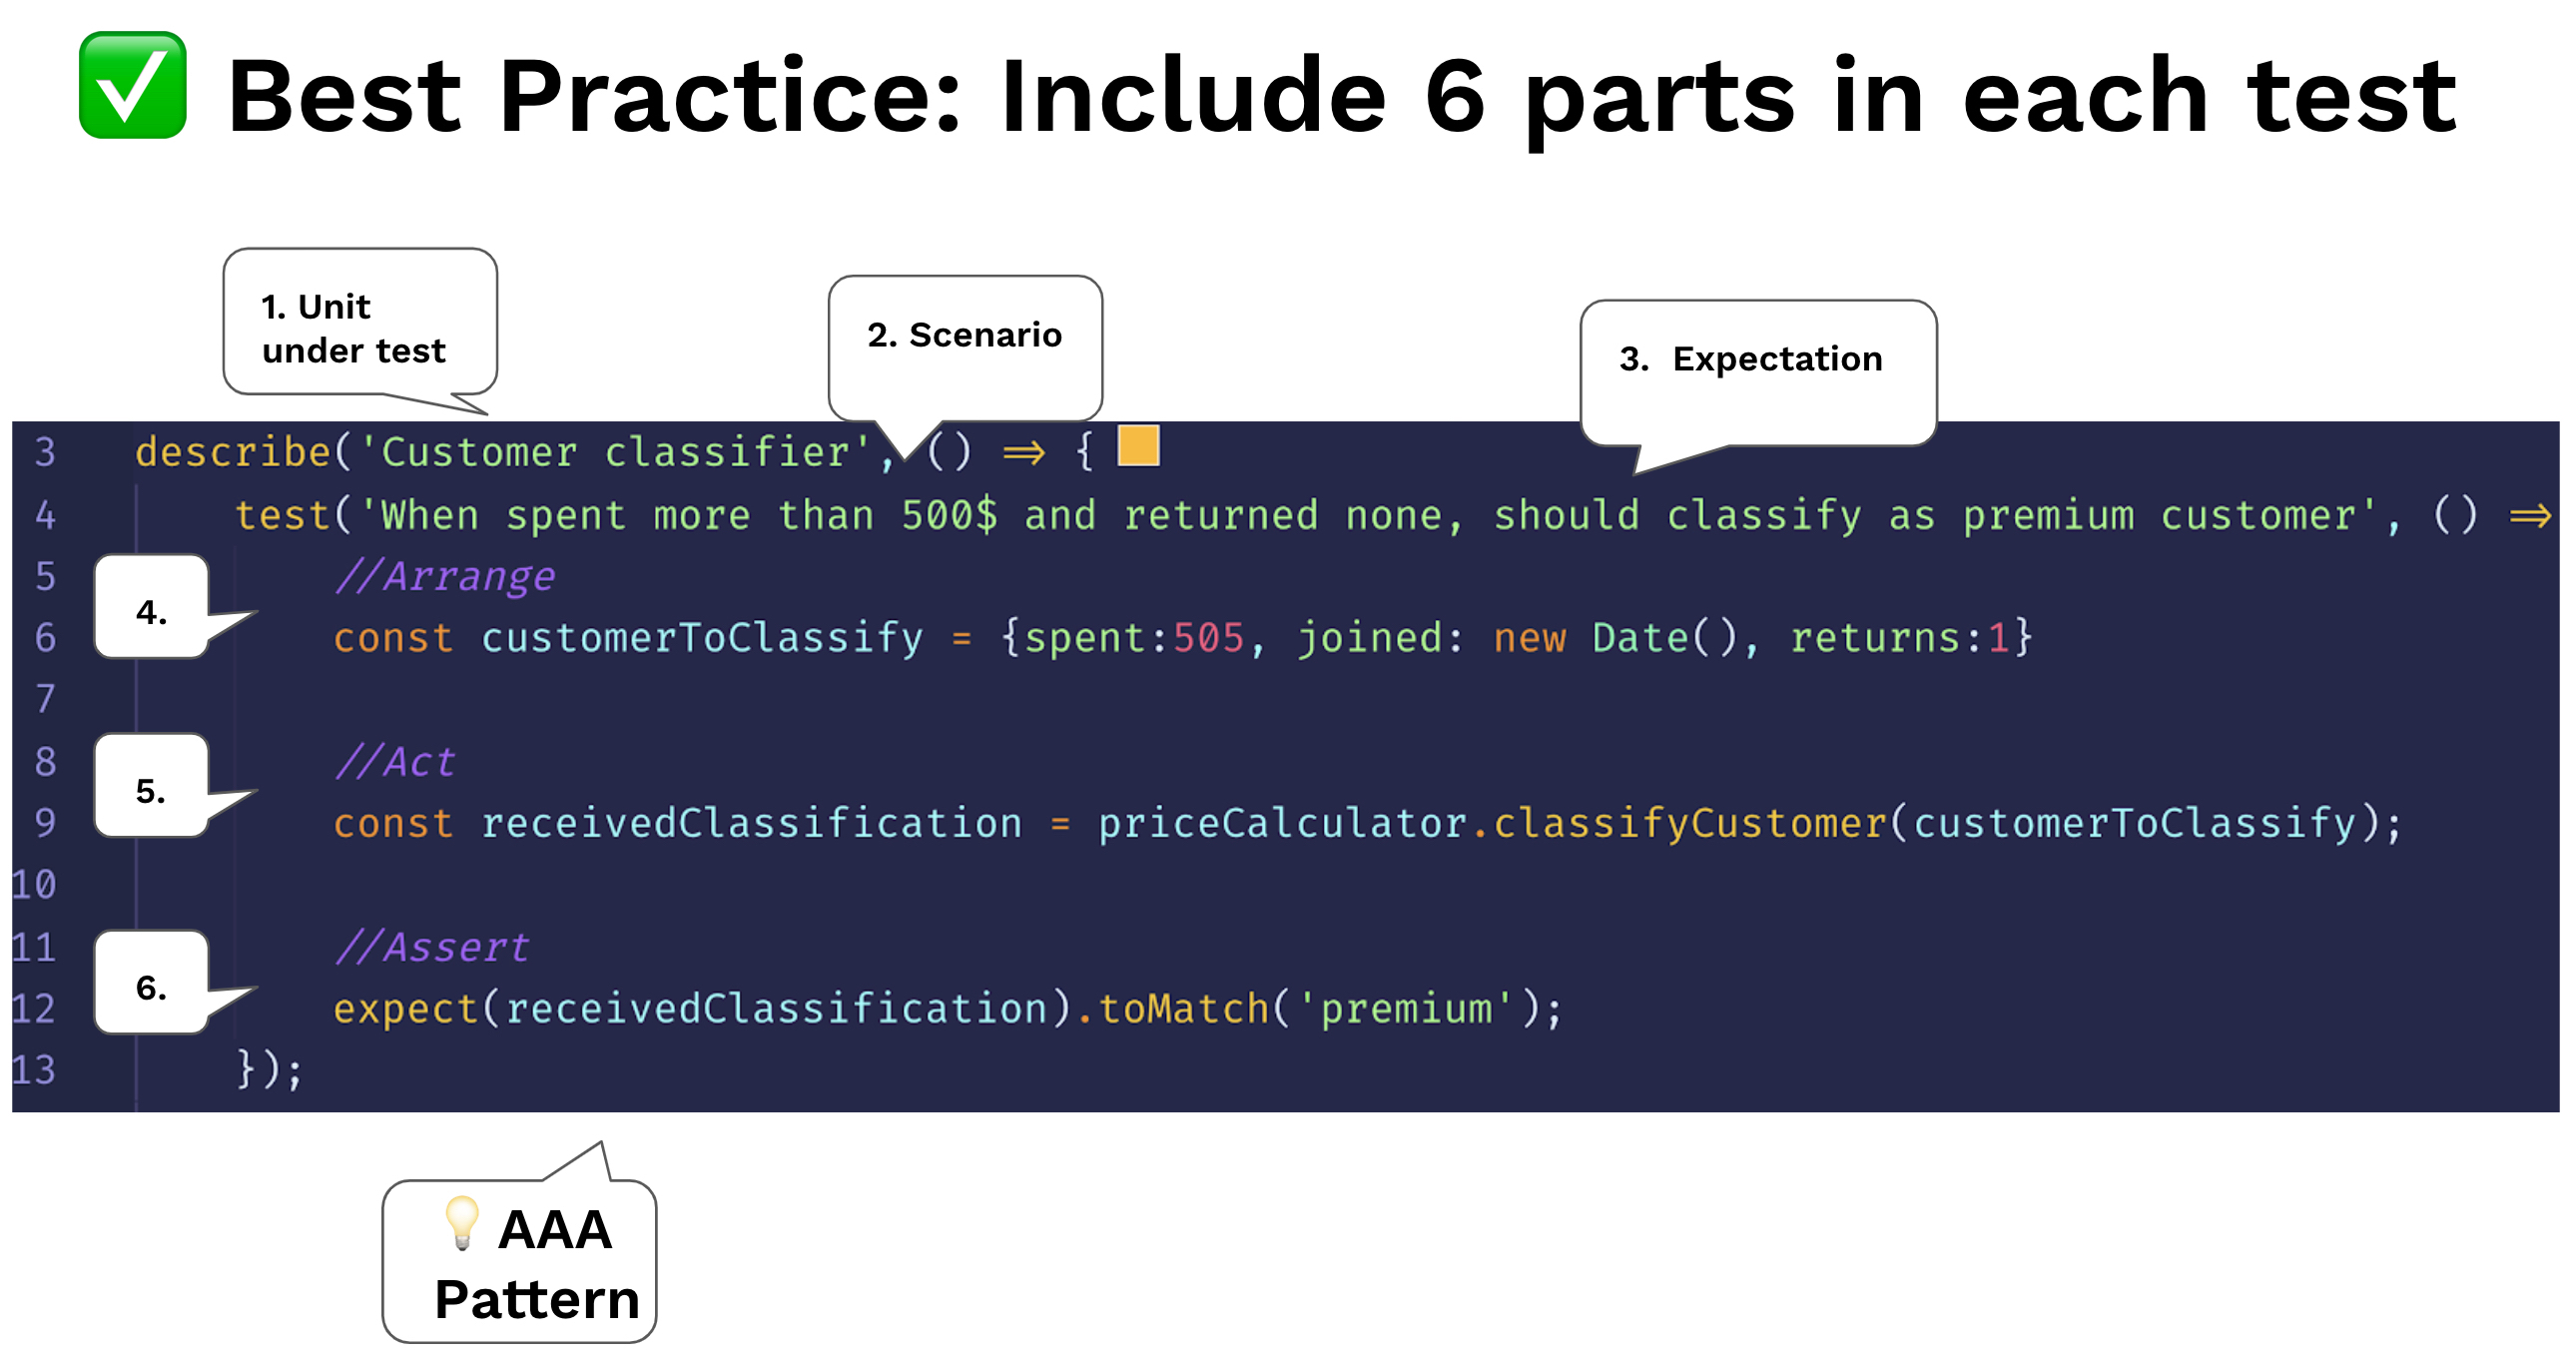 ✅ Best Practice: Include 6 parts in each test
1. Unit
under test
2. Scenario
3.  Expectation
3 describe('Customer classifier', () ⇒ {
4 test('When spent more than 500$ and returned none, should classify as premium customer', () ⇒
5 //Arrange
4.
6 const customerToClassify = {spent:505, joined: new Date(), returns:1}
7
8 //Act
5.
9 const receivedClassification = priceCalculator.classifyCustomer(customerToClassify);
10
11 //Assert
6.
12 expect(receivedClassification).toMatch('premium');
13 });
💡 AAA
Pattern